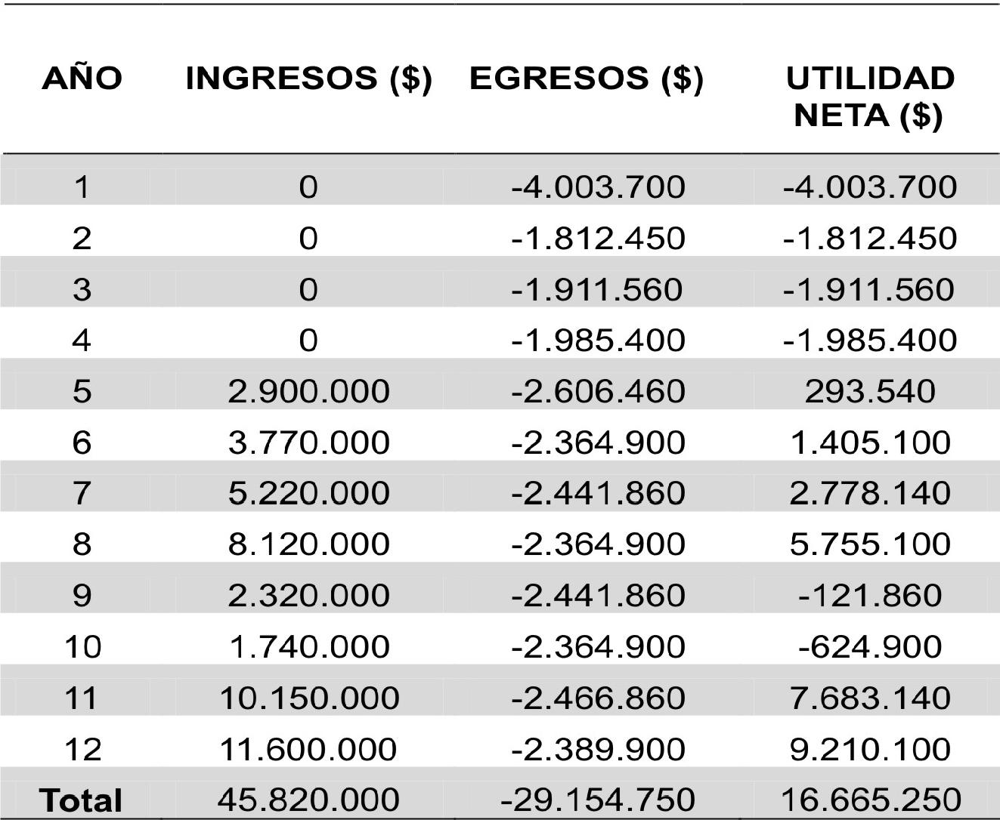 AÑO INGRESOS ($) EGRESOS ($) UTILIDAD
NETA ($)
1 0 -4.003.700 -4.003.700
2 0 -1.812.450 -1.812.450
3 0 -1.911.560 -1.911.560
4 0 -1.985.400 -1.985.400
5 2.900.000 -2.606.460 293.540
6 3.770.000 -2.364.900 1.405.100
7 5.220.000 -2.441.860 2.778.140
8 8.120.000 -2.364.900 5.755.100
9 2.320.000 -2.441.860 -121.860
10 1.740.000 -2.364.900 -624.900
11 10.150.000 -2.466.860 7.683.140
12 11.600.000 -2.389.900 9.210.100
Total 45.820.000 -29.154.750 16.665.250